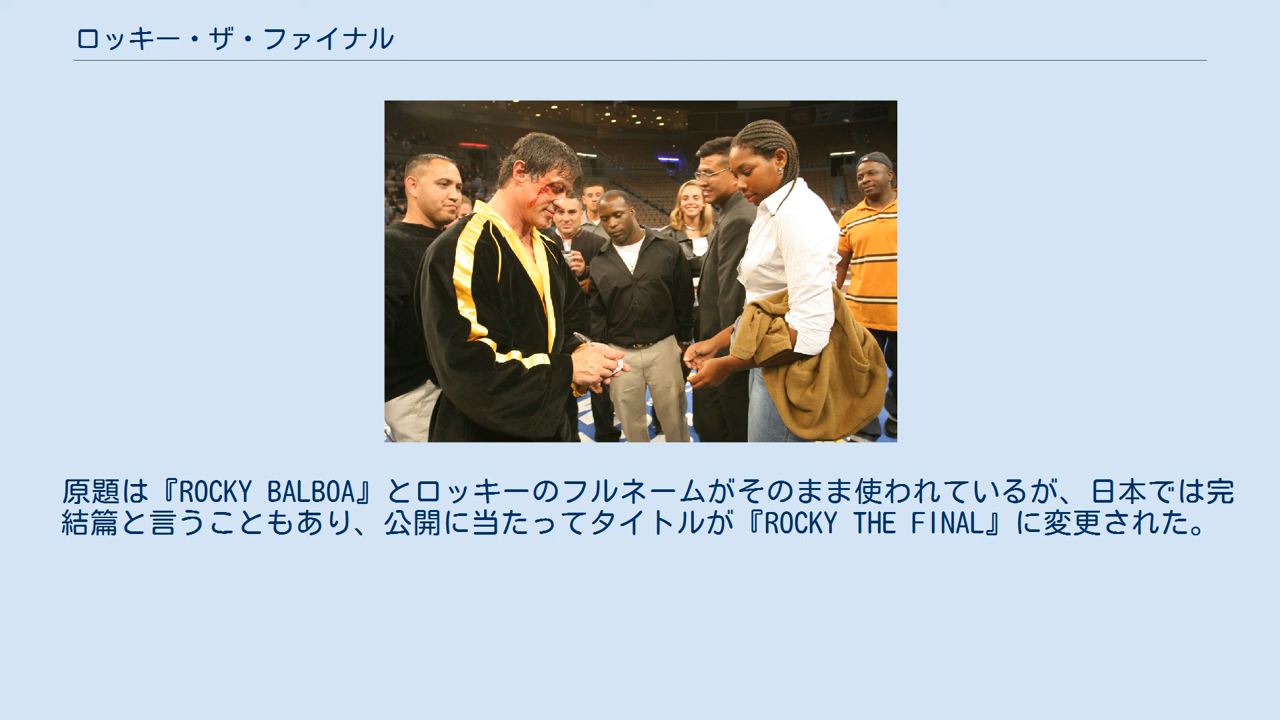 ロッキー・ザ・ファイナル
原題は『ROCKY BALBOA』とロッキーのフルネームがそのまま使われているが、日本では完
結篇と言うこともあり、公開に当たってタイトルが『ROCKY THE FINAL』に変更された。